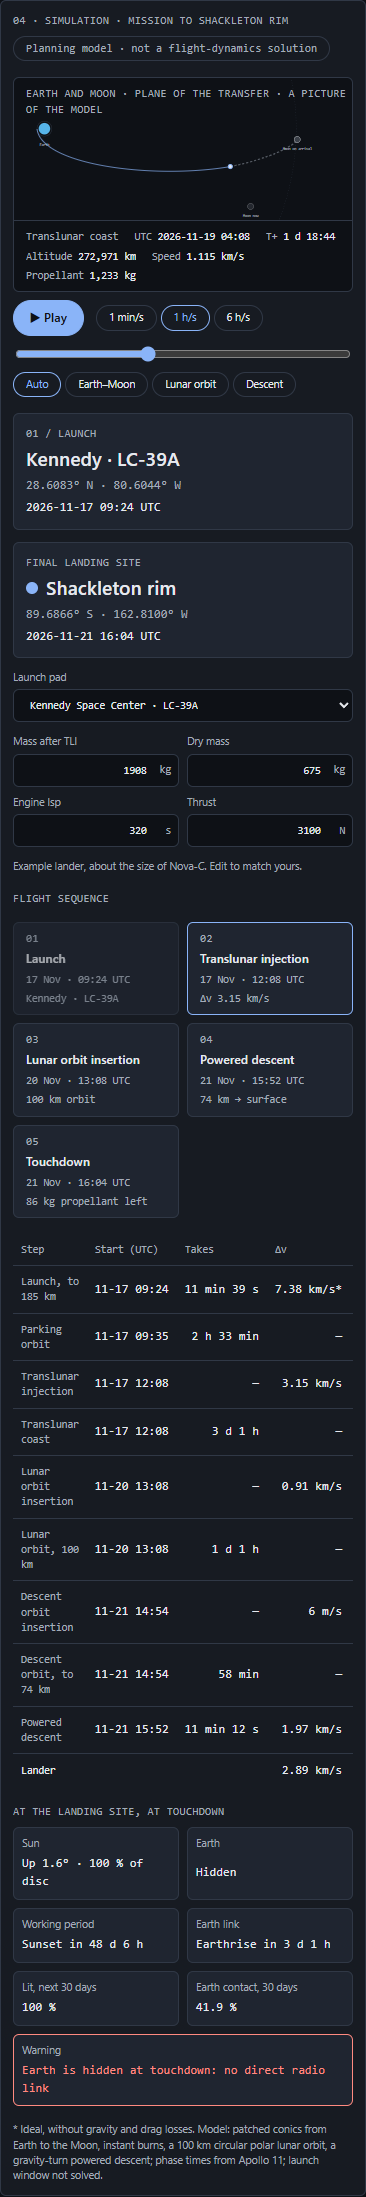 04 · SIMULATION · MISSION TO SHACKLETON RIM
Planning model · not a flight-dynamics solution
EARTH AND MOON · PLANE OF THE TRANSFER · A PICTURE
OF THE MODEL
Earth
Moon on arrival
Moon now
Translunar coast UTC 2026-11-19 04:08 T+ 1 d 18:44
Altitude 272,971 km Speed 1.115 km/s
Propellant 1,233 kg
▶ Play 1 min/s 1 h/s 6 h/s
Auto Earth–Moon Lunar orbit Descent
01 / LAUNCH
Kennedy · LC-39A
28.6083° N · 80.6044° W
2026-11-17 09:24 UTC
FINAL LANDING SITE
Shackleton rim
89.6866° S · 162.8100° W
2026-11-21 16:04 UTC
Launch pad
Kennedy Space Center · LC-39A
Mass after TLI Dry mass
1908 kg 675 kg
Engine Isp Thrust
320 s 3100 N
Example lander, about the size of Nova-C. Edit to match yours.
FLIGHT SEQUENCE
01
Launch
17 Nov · 09:24 UTC
Kennedy · LC-39A
02
Translunar injection
17 Nov · 12:08 UTC
Δv 3.15 km/s
03
Lunar orbit insertion
20 Nov · 13:08 UTC
100 km orbit
04
Powered descent
21 Nov · 15:52 UTC
74 km → surface
05
Touchdown
21 Nov · 16:04 UTC
86 kg propellant left
Step Start (UTC) Takes Δv
Launch, to
185 km 11-17 09:24 11 min 39 s 7.38 km/s*
Parking
orbit 11-17 09:35 2 h 33 min —
Translunar
injection 11-17 12:08 — 3.15 km/s
Translunar
coast 11-17 12:08 3 d 1 h —
Lunar
orbit
insertion 11-20 13:08 — 0.91 km/s
Lunar
orbit, 100
km 11-20 13:08 1 d 1 h —
Descent
orbit
insertion 11-21 14:54 — 6 m/s
Descent
orbit, to
74 km 11-21 14:54 58 min —
Powered
descent 11-21 15:52 11 min 12 s 1.97 km/s
Lander 2.89 km/s
AT THE LANDING SITE, AT TOUCHDOWN
Sun
Up 1.6° · 100 % of
disc
Earth
Hidden
Working period
Sunset in 48 d 6 h
Earth link
Earthrise in 3 d 1 h
Lit, next 30 days
100 %
Earth contact, 30 days
41.9 %
Warning
Earth is hidden at touchdown: no direct radio
link
* Ideal, without gravity and drag losses. Model: patched conics from
Earth to the Moon, instant burns, a 100 km circular polar lunar orbit, a
gravity-turn powered descent; phase times from Apollo 11; launch
window not solved.